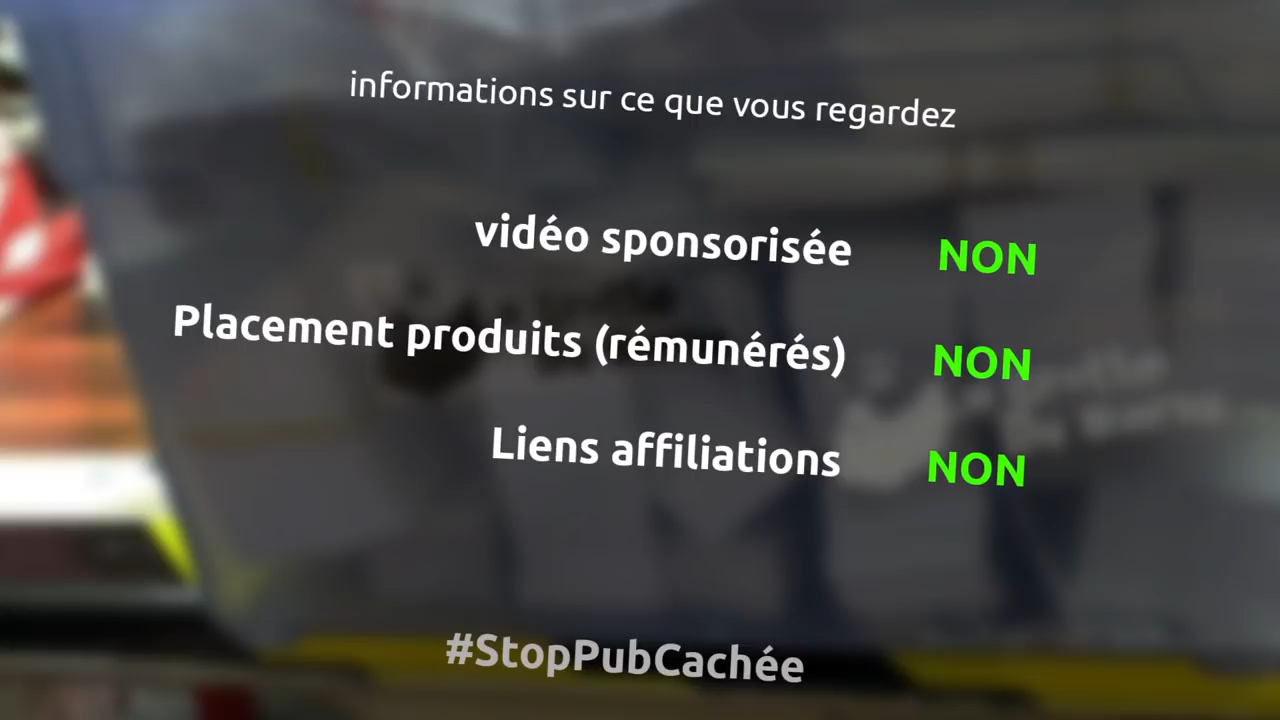 informations sur ce que vous regardez
vidéo sponsorisée NON
Placement produits (rémunérés) NON
Liens affiliations NON
#StopPubCachée